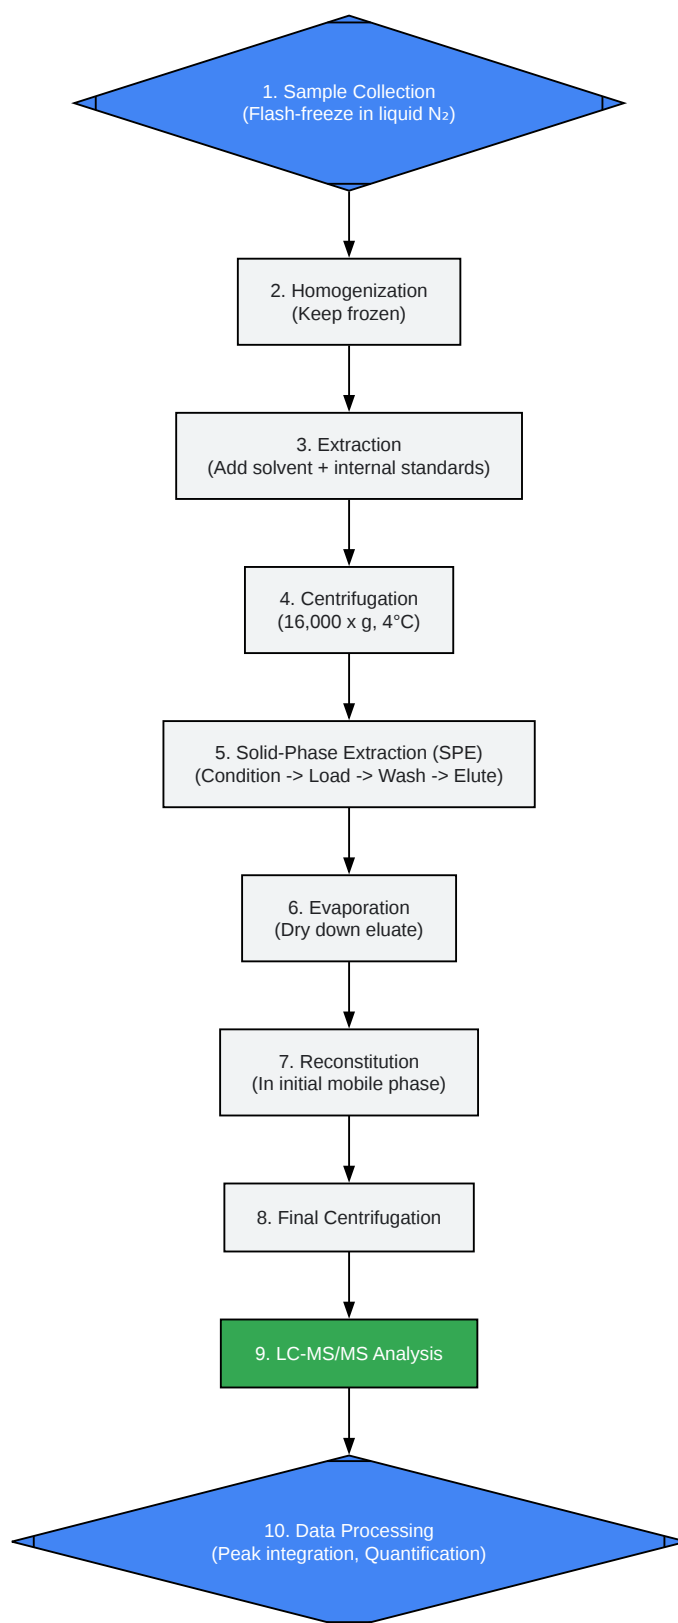 1. Sample Collection
(Flash-freeze in liquid N₂)
2. Homogenization
(Keep frozen)
3. Extraction
(Add solvent + internal standards)
4. Centrifugation
(16,000 x g, 4°C)
5. Solid-Phase Extraction (SPE)
(Condition -> Load -> Wash -> Elute)
6. Evaporation
(Dry down eluate)
7. Reconstitution
(In initial mobile phase)
8. Final Centrifugation
9. LC-MS/MS Analysis
10. Data Processing
(Peak integration, Quantification)